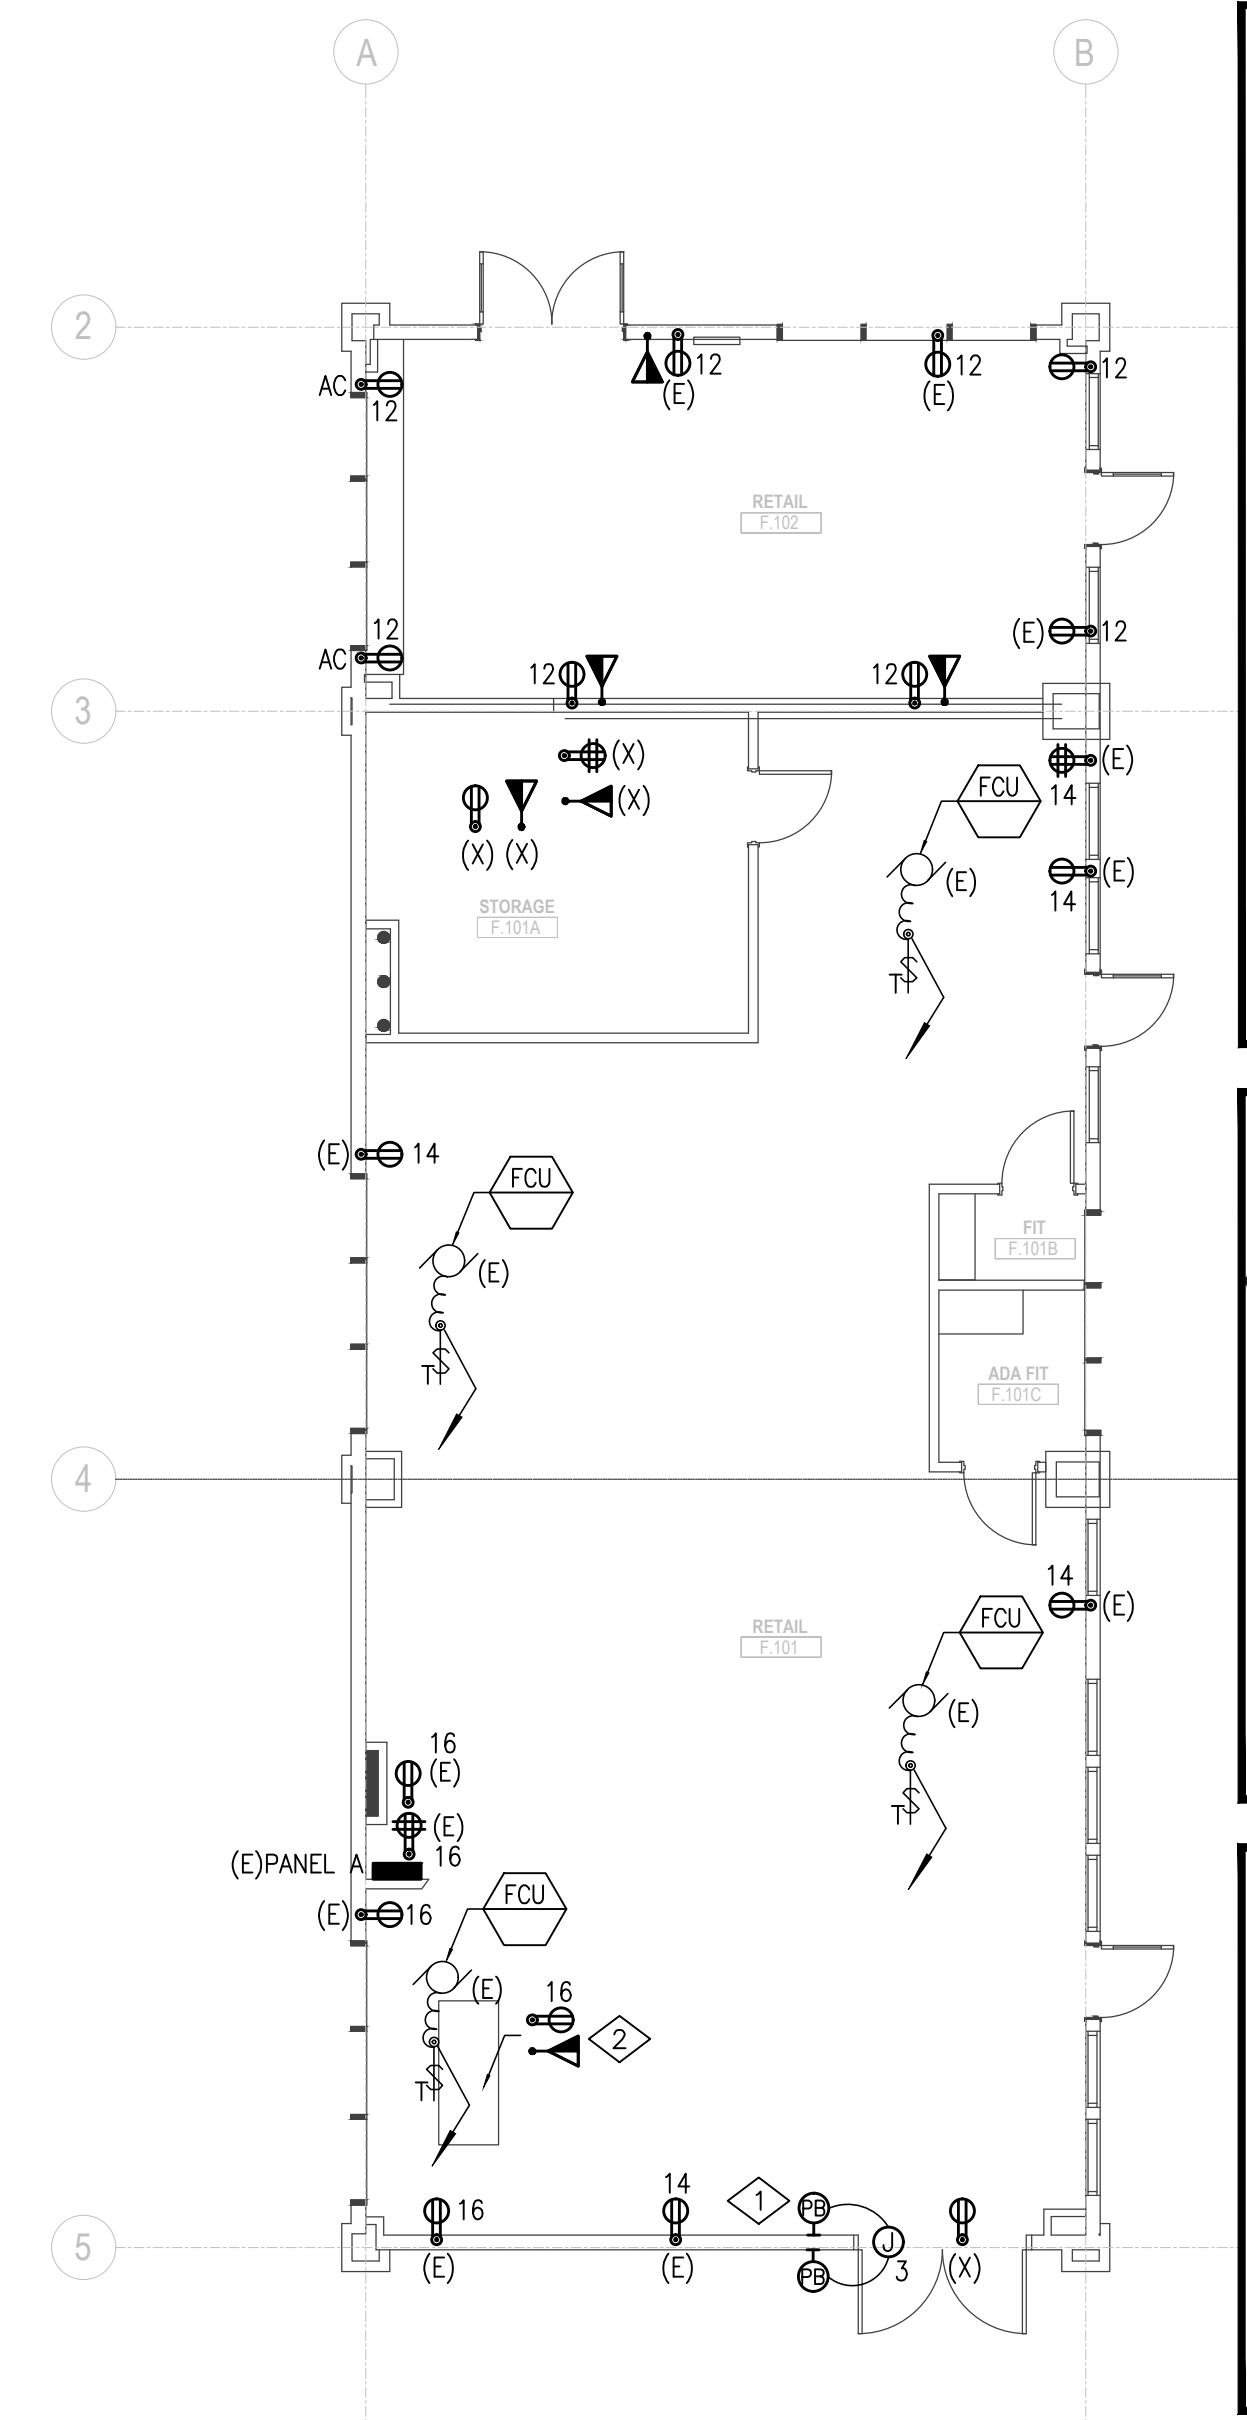 A
B
2
AC
12
12
(E)
12
(E)
12
RETAIL
F.102
12
AC
(E)
12
12
12
3
(X)
(E)
FCU
14
(X)
(X)
(X)
(E)
(E)
14
STORAGE
F.101A
T$
(E)
14
FCU
FIT
F.101B
(E)
T$
ADA FIT
F.101C
4
14
(E)
FCU
RETAIL
F.101
(E)
16
(E)
T$
(E)
16
(E)PANEL A
FCU
(E)
16
(E)
16
2
T$
16
14
1
PB
J
5
3
PB
(E)
(E)
(X)